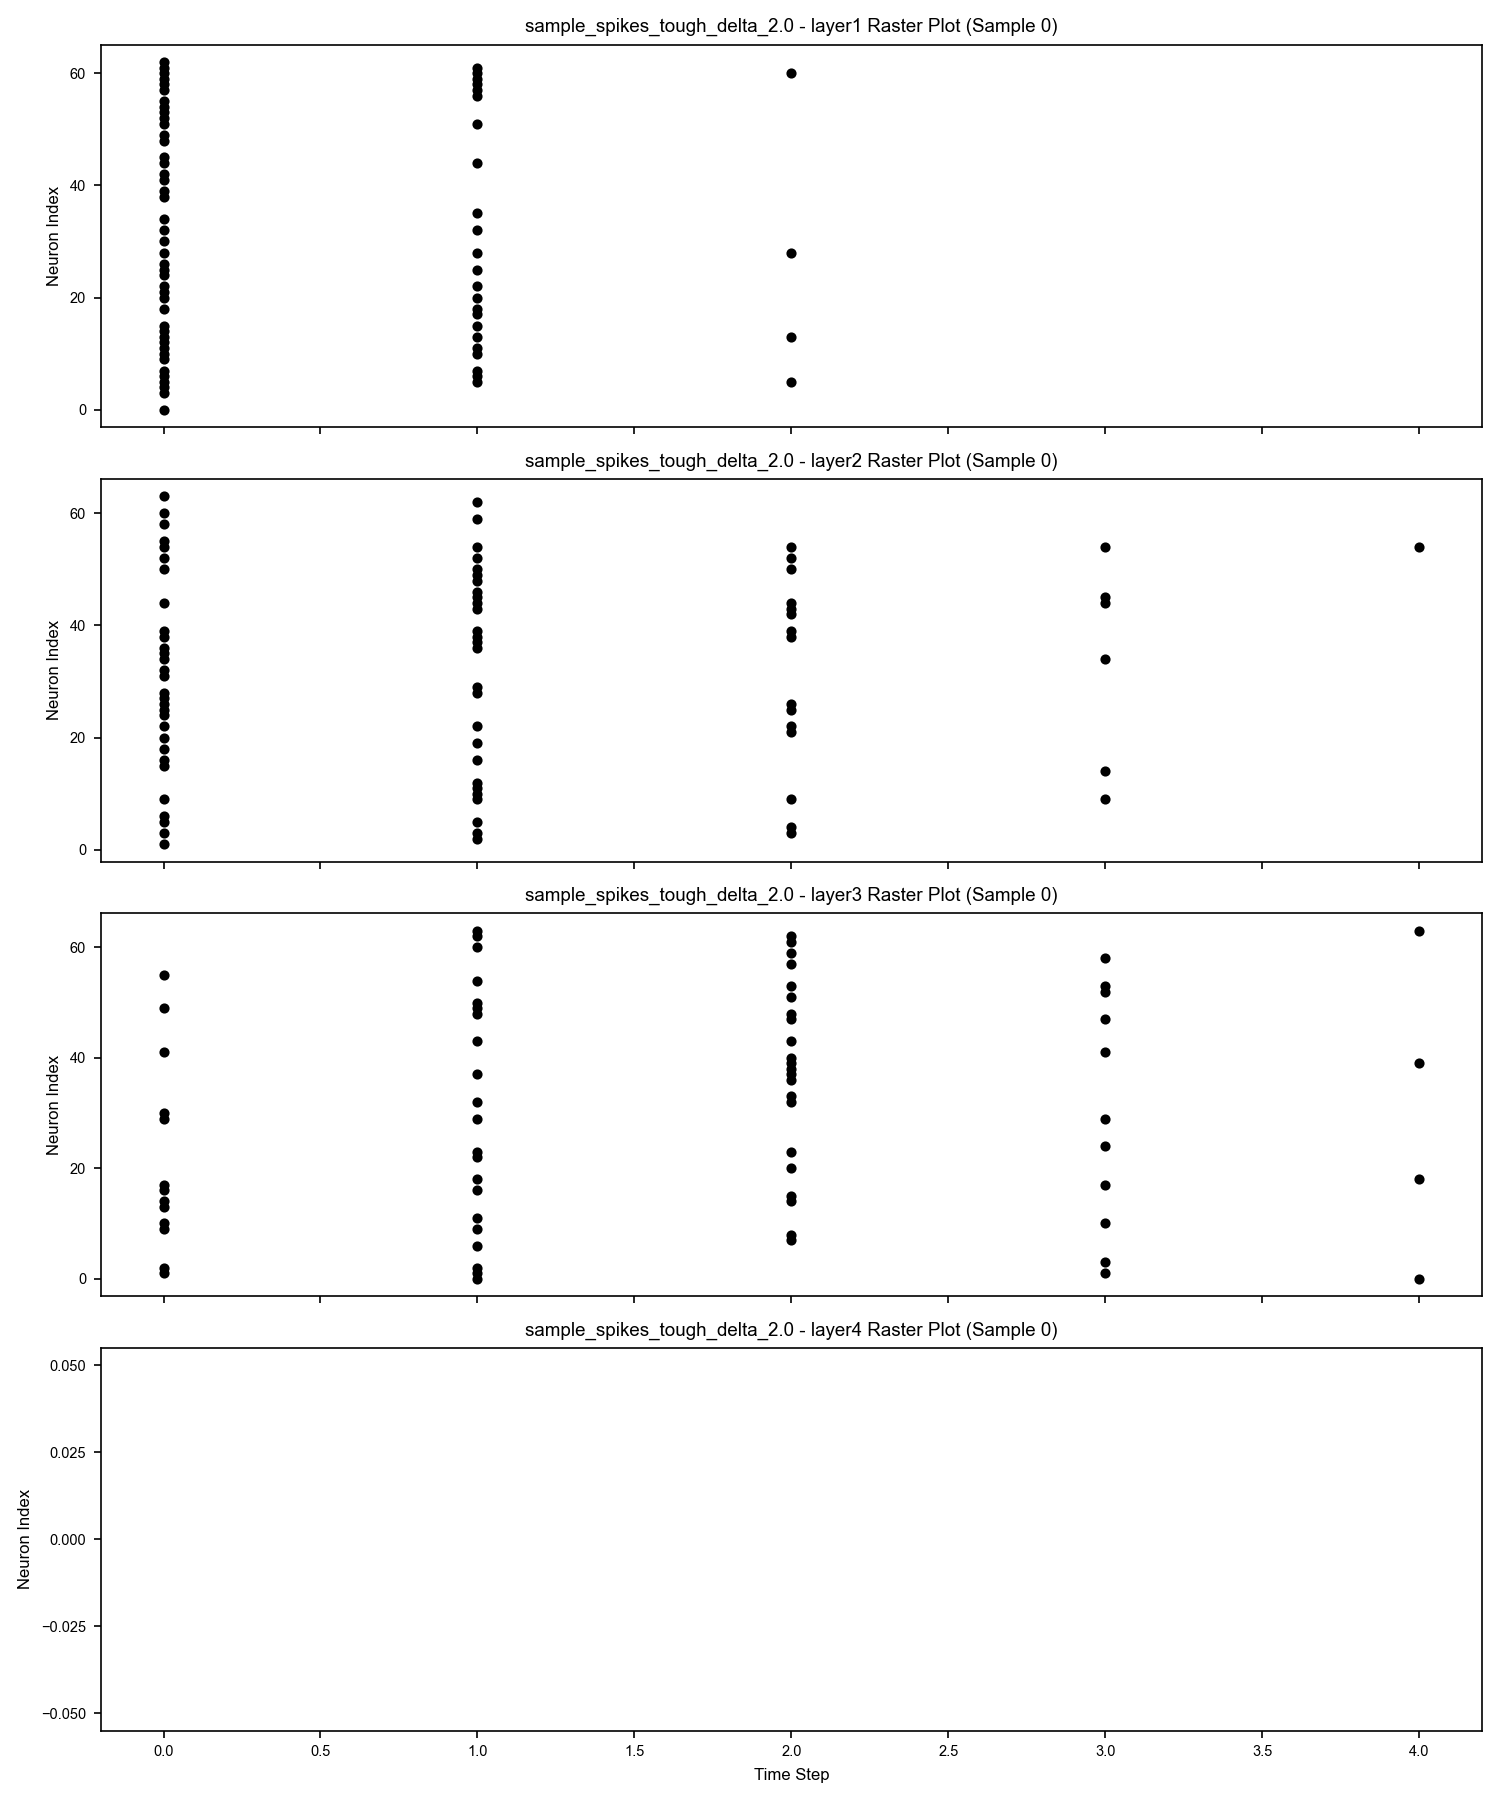 sample_spikes_tough_delta_2.0 - layer1 Raster Plot (Sample 0)
60
40
20
0
Neuron Index
sample_spikes_tough_delta_2.0 - layer2 Raster Plot (Sample 0)
60
40
20
0
Neuron Index
sample_spikes_tough_delta_2.0 - layer3 Raster Plot (Sample 0)
60
40
20
0
Neuron Index
sample_spikes_tough_delta_2.0 - layer4 Raster Plot (Sample 0)
0.050
0.025
0.000
−0.025
−0.050
Neuron Index
0.0 0.5 1.0 1.5 2.0 2.5 3.0 3.5 4.0
Time Step